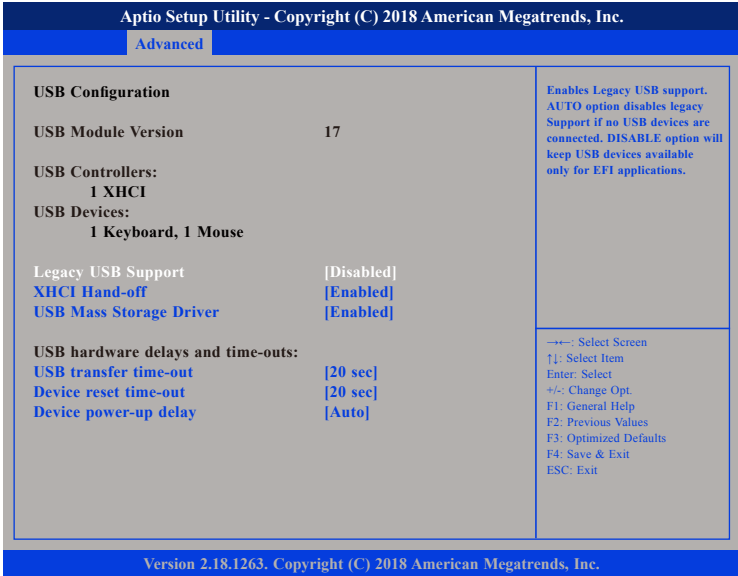 Aptio Setup Utility - Copyright (C) 2018 American Megatrends, Inc.
Advanced
USB Configuration
USB Module Version 17
USB Controllers:
1 XHCI
USB Devices:
1 Keyboard, 1 Mouse
Legacy USB Support [Disabled]
XHCI Hand-off [Enabled]
USB Mass Storage Driver [Enabled]
USB hardware delays and time-outs:
USB transfer time-out [20 sec]
Device reset time-out [20 sec]
Device power-up delay [Auto]
Enables Legacy USB support.
AUTO option disables legacy
Support if no USB devices are
connected. DISABLE option will
keep USB devices available
only for EFI applications.
→←: Select Screen
↑↓: Select Item
Enter: Select
+/-: Change Opt.
F1: General Help
F2: Previous Values
F3: Optimized Defaults
F4: Save & Exit
ESC: Exit
Version 2.18.1263. Copyright (C) 2018 American Megatrends, Inc.